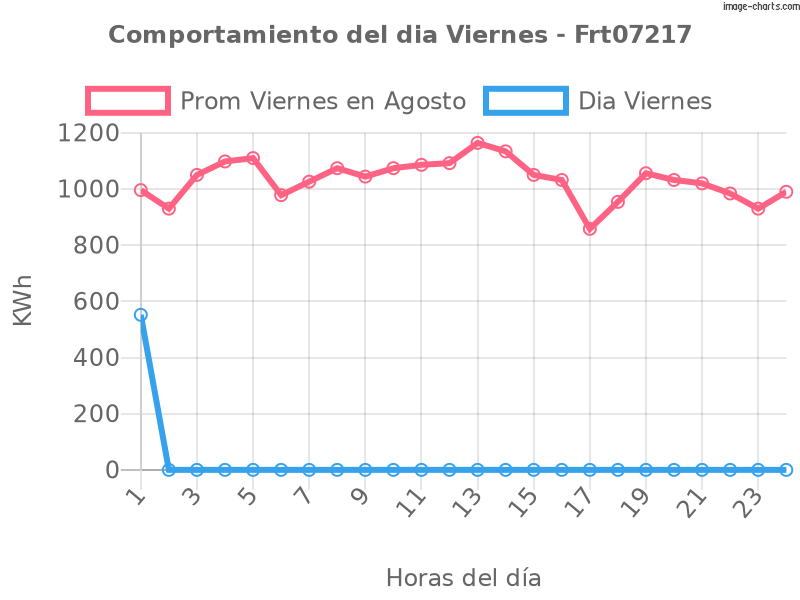 image-charts.com
Comportamiento del dia Viernes - Frt07217
Prom Viernes en Agosto Dia Viernes
1200
1000
800
600
400
200
0
KWh
1 3 5 7 9 11 13 15 17 19 21 23
Horas del día